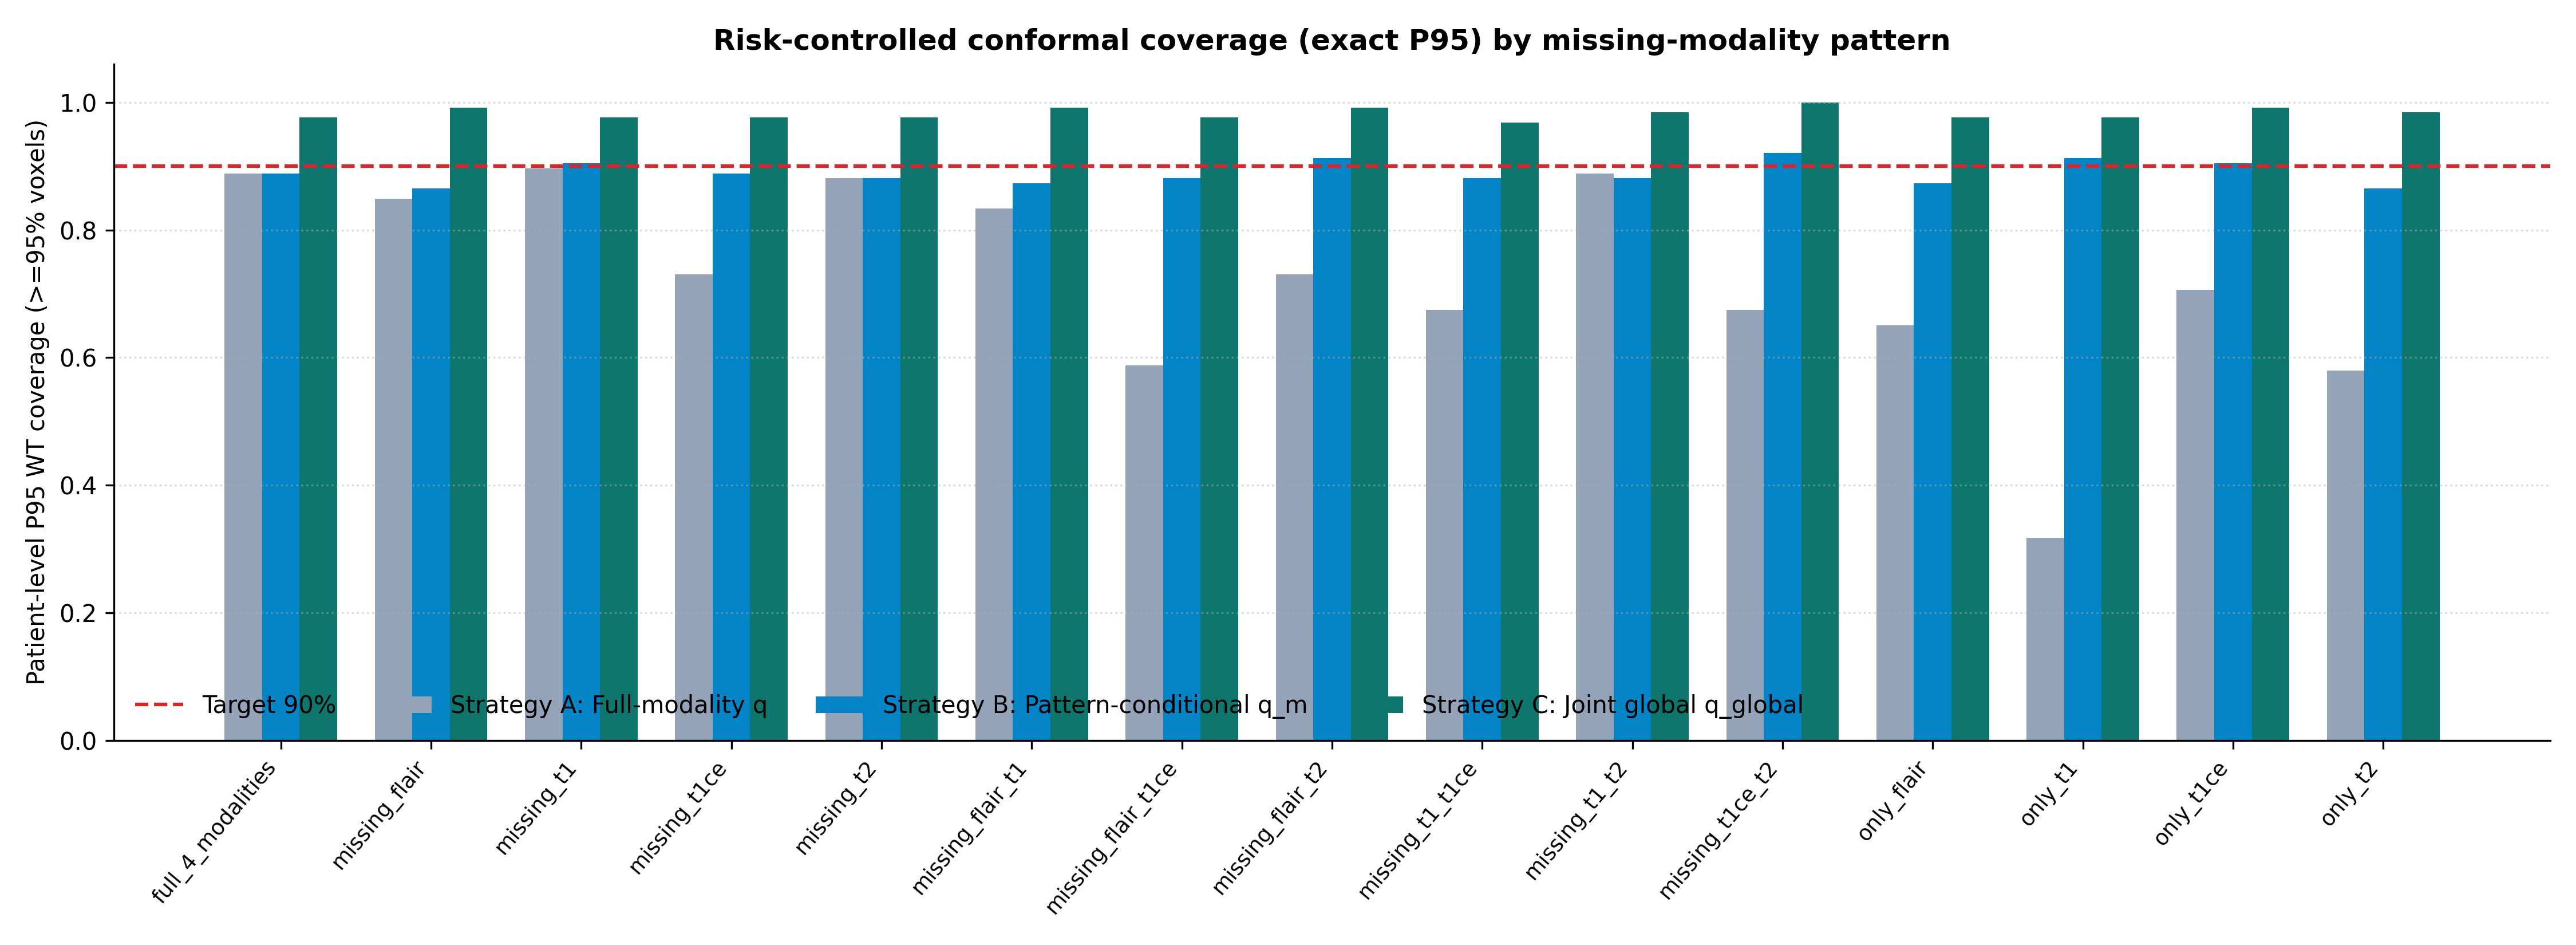 Risk-controlled conformal coverage (exact P95) by missing-modality pattern
Patient-level P95 WT coverage (>=95% voxels)
1.0
0.8
0.6
0.4
0.2
0.0
Target 90%
Strategy A: Full-modality q
Strategy B: Pattern-conditional q_m
Strategy C: Joint global q_global
full_4_modalities
missing_flair
missing_t1
missing_t1ce
missing_t2
missing_flair_t1
missing_flair_t1ce
missing_flair_t2
missing_t1_t1ce
missing_t1_t2
missing_t1ce_t2
only_flair
only_t1
only_t1ce
only_t2